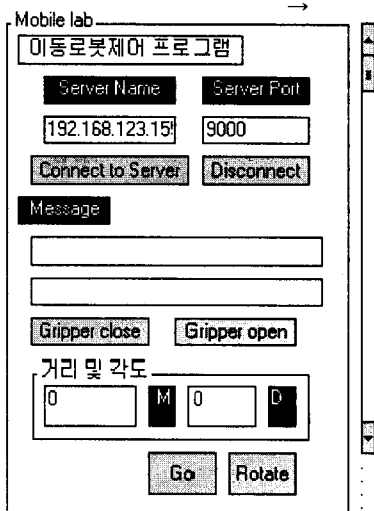 →
Mobile lab
이동로봇제어 프로그램
Server Name Server Port
192.168.123.15 9000
Connect to Server Disconnect
Message
Gripper close Gripper open
거리 및 각도
0 M 0 D
Go Rotate